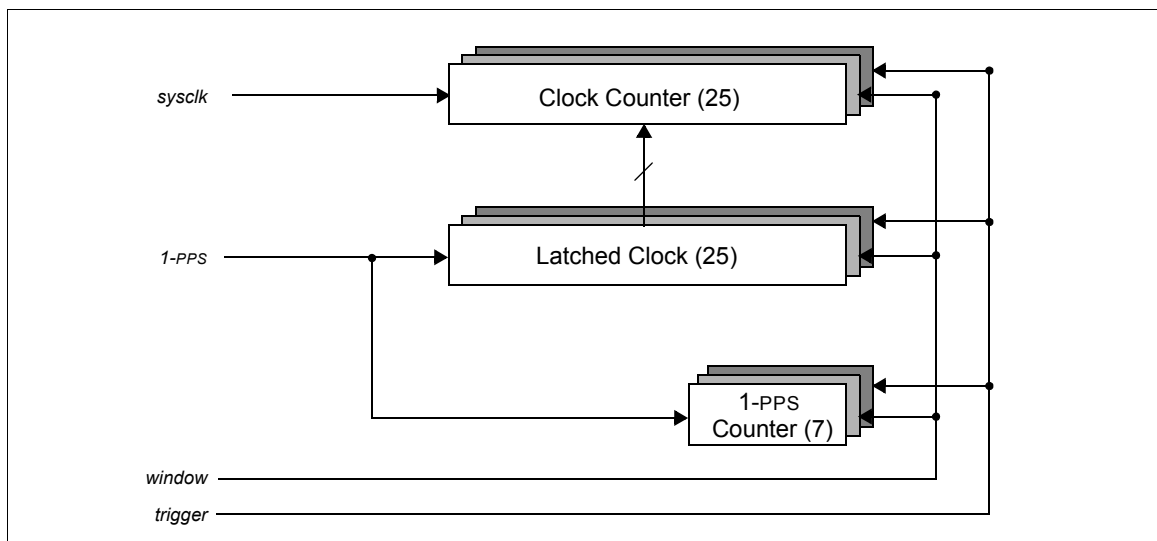 sysclk
Clock Counter (25)
1-PPS
Latched Clock (25)
1-PPS
Counter (7)
window
trigger